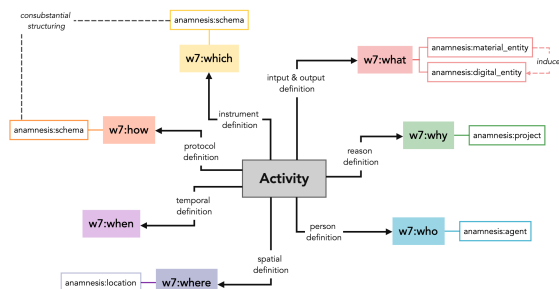 consubstantial
structuring
anamnesis:schema
w7:which
w7:what
anamnesis:material_entity
anamnesis:digital_entity
induce
intput & output
definition
instrument
definition
anamnesis:schema
w7:how
protocol
definition
w7:why
anamnesis:project
reason
definition
Activity
temporal
definition
w7:when
person
definition
w7:who
anamnesis:agent
spatial
definition
anamnesis:location
w7:where